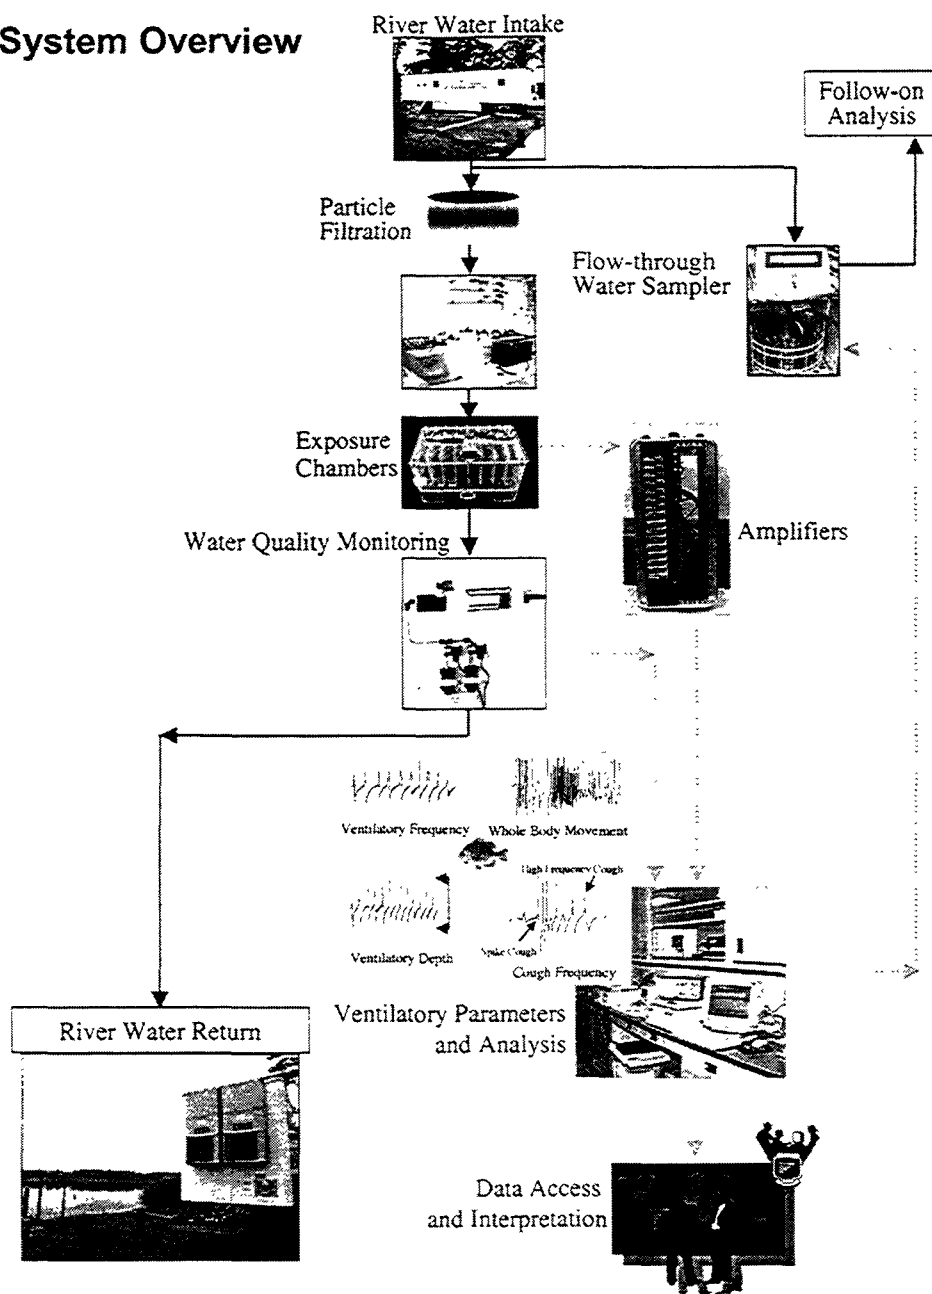 System Overview
River Water Intake
Follow-on
Analysis
Particle
Filtration
Flow-through
Water Sampler
Exposure
Chambers
Amplifiers
Water Quality Monitoring
Ventilatory Frequency
Whole Body Movement
High Frequency Cough
Ventilatory Depth
Spike Cough
Cough Frequency
Ventilatory Parameters
and Analysis
River Water Return
Data Access
and Interpretation